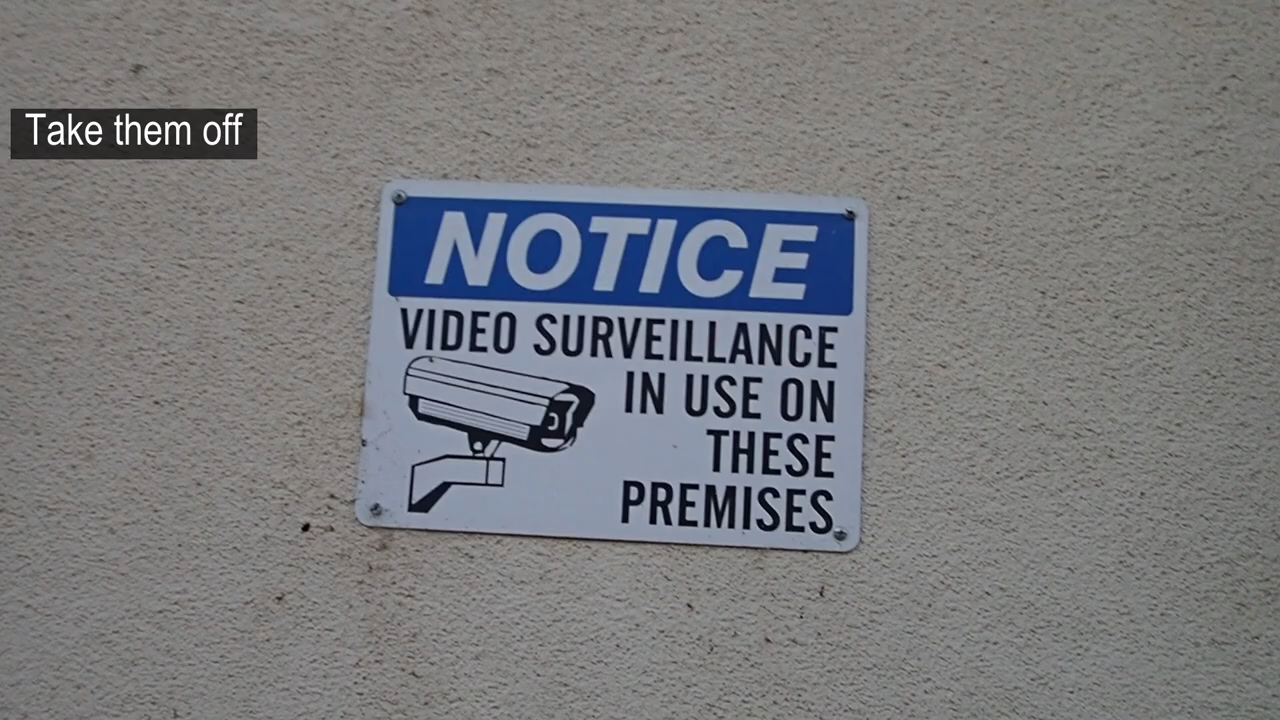 Take them off
NOTICE
VIDEO SURVEILLANCE
IN USE ON
THESE
PREMISES